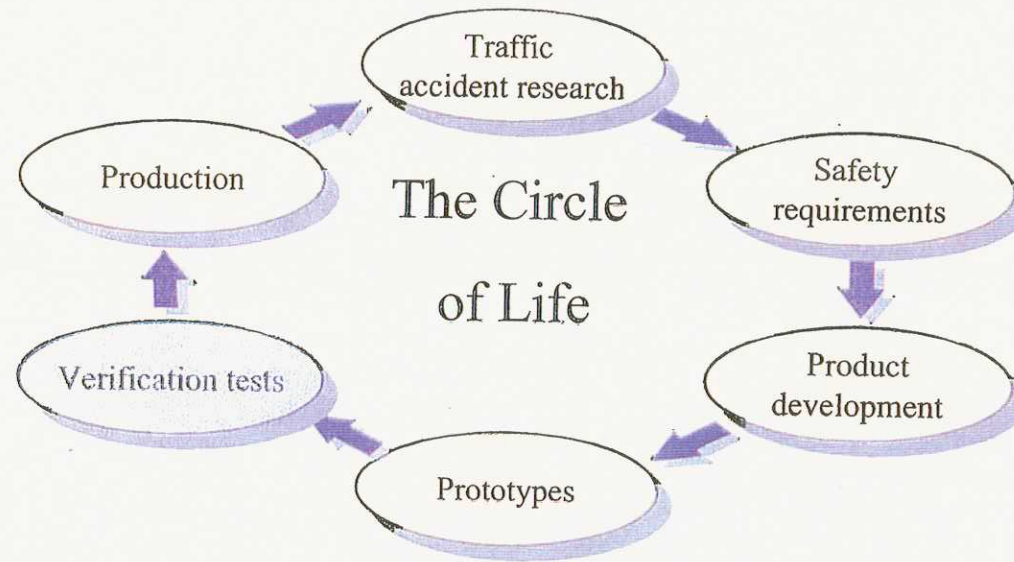 Traffic
accident research
Safety
requirements
Product
development
Prototypes
Verification tests
Production
The Circle
of Life